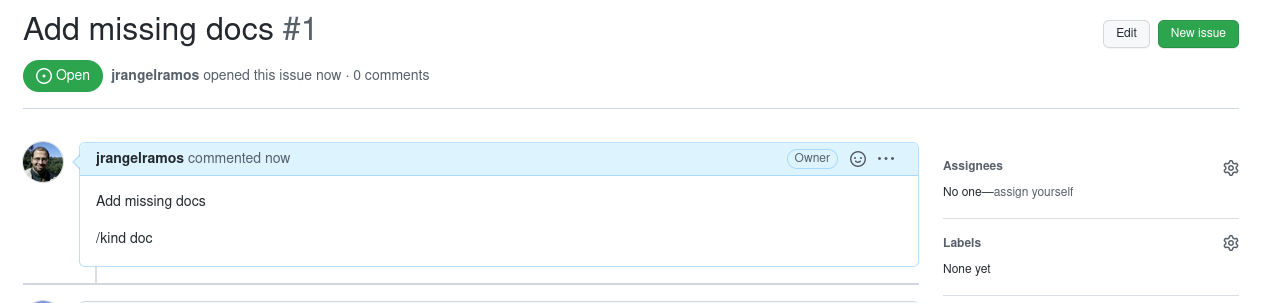 Add missing docs #1
Edit
New issue
Open
jrangelramos opened this issue now · 0 comments
jrangelramos commented now
Owner
Add missing docs
/kind doc
Assignees
No one—assign yourself
Labels
None yet